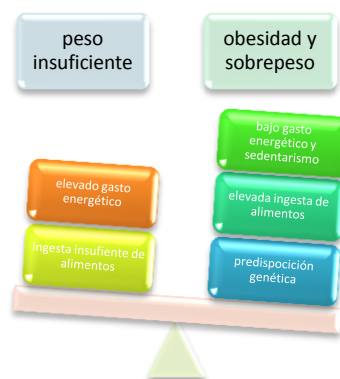 peso
insuficiente
obesidad y
sobrepeso
elevado gasto
energético
ingesta insufiente de
alimentos
bajo gasto
energético y
sedentarismo
elevada ingesta de
alimentos
predispocición
genética